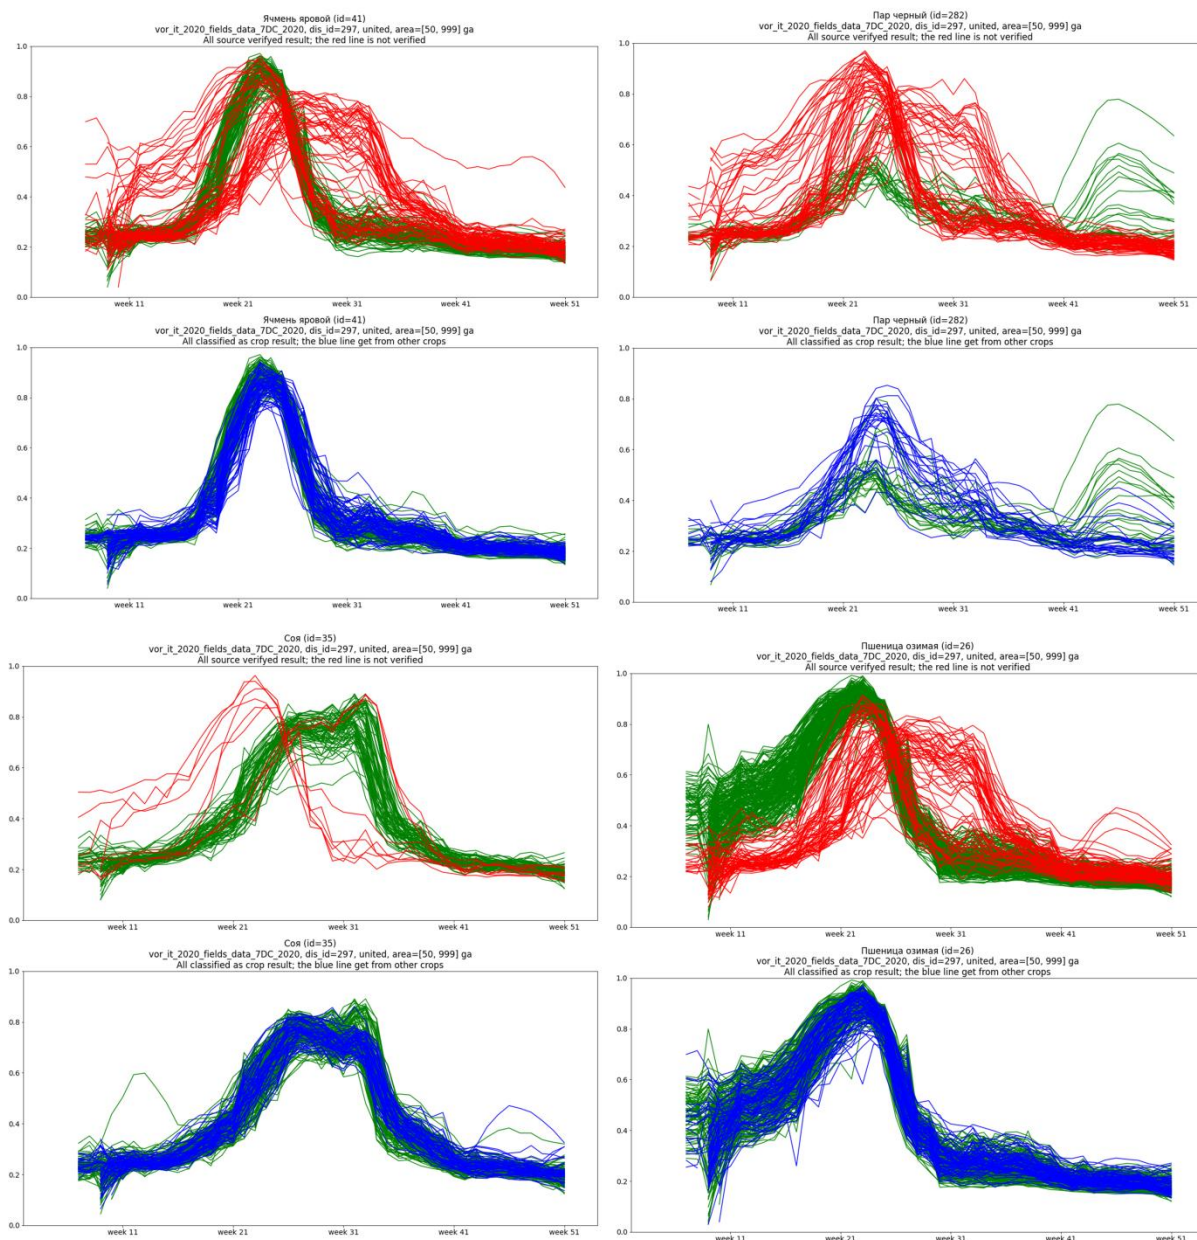 Ячмень яровой (id=41)
vor_it_2020_fields_data_7DC_2020, dis_id=297, united, area=[50, 999] ga
All source verifyed result; the red line is not verified
1.0
0.8
0.6
0.4
0.2
0.0
week 11 week 21 week 31 week 41 week 51
Пар черный (id=282)
vor_it_2020_fields_data_7DC_2020, dis_id=297, united, area=[50, 999] ga
All source verifyed result; the red line is not verified
1.0
0.8
0.6
0.4
0.2
0.0
week 11 week 21 week 31 week 41 week 51
Ячмень яровой (id=41)
vor_it_2020_fields_data_7DC_2020, dis_id=297, united, area=[50, 999] ga
All classified as crop result; the blue line get from other crops
1.0
0.8
0.6
0.4
0.2
0.0
week 11 week 21 week 31 week 41 week 51
Пар черный (id=282)
vor_it_2020_fields_data_7DC_2020, dis_id=297, united, area=[50, 999] ga
All classified as crop result; the blue line get from other crops
1.0
0.8
0.6
0.4
0.2
0.0
week 11 week 21 week 31 week 41 week 51
Соя (id=35)
vor_it_2020_fields_data_7DC_2020, dis_id=297, united, area=[50, 999] ga
All source verifyed result; the red line is not verified
1.0
0.8
0.6
0.4
0.2
0.0
week 11 week 21 week 31 week 41 week 51
Пшеница озимая (id=26)
vor_it_2020_fields_data_7DC_2020, dis_id=297, united, area=[50, 999] ga
All source verifyed result; the red line is not verified
1.0
0.8
0.6
0.4
0.2
0.0
week 11 week 21 week 31 week 41 week 51
Соя (id=35)
vor_it_2020_fields_data_7DC_2020, dis_id=297, united, area=[50, 999] ga
All classified as crop result; the blue line get from other crops
1.0
0.8
0.6
0.4
0.2
0.0
week 11 week 21 week 31 week 41 week 51
Пшеница озимая (id=26)
vor_it_2020_fields_data_7DC_2020, dis_id=297, united, area=[50, 999] ga
All classified as crop result; the blue line get from other crops
1.0
0.8
0.6
0.4
0.2
0.0
week 11 week 21 week 31 week 41 week 51